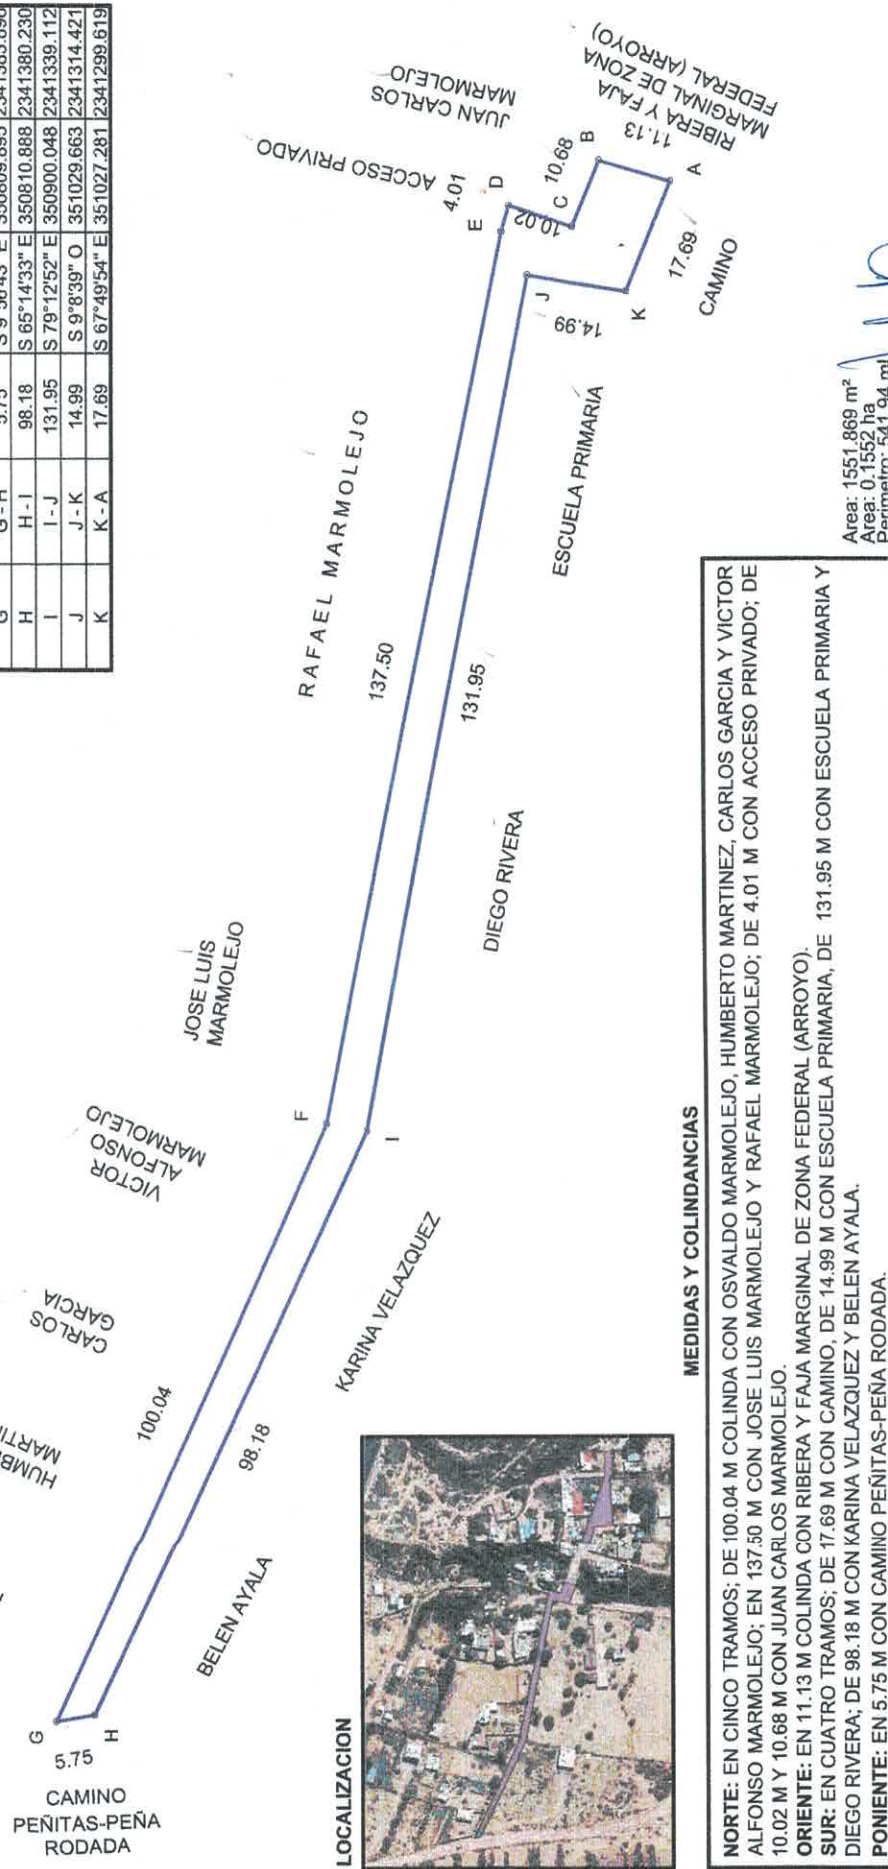 G G - H 5.75 S 9°56'43" E
H H - I 98.18 S 65°14'33" E 350810.888 2341380.230
I I - J 131.95 S 79°12'52" E 350900.048 2341339.112
J J - K 14.99 S 9°8'39" O 351029.663 2341314.421
K K - A 17.69 S 67°49'54" E 351027.281 2341299.619
CARLOS
GARCIA
VICTOR
ALFONSO
MARMOLEJO
JOSE LUIS
MARMOLEJO
RAFAEL MARMOLEJO
ACCESO PRIVADO
JUAN CARLOS
MARMOLEJO
RIBERA Y FAJA
MARGINAL DE ZONA
FEDERAL (ARROYO)
G
100.04
F
137.50
E
4.01
D
10.02
C
10.68
B
11.13
A
17.69
CAMINO
K
14.99
J
ESCUELA PRIMARIA
131.95
DIEGO RIVERA
I
KARINA VELAZQUEZ
98.18
BELEN AYALA
H
5.75
CAMINO
PEÑITAS-PEÑA
RODADA
LOCALIZACION
MEDIDAS Y COLINDANCIAS
NORTE: EN CINCO TRAMOS; DE 100.04 M COLINDA CON OSVALDO MARMOLEJO, HUMBERTO MARTINEZ, CARLOS GARCIA Y VICTOR
ALFONSO MARMOLEJO; EN 137.50 M CON JOSE LUIS MARMOLEJO Y RAFAEL MARMOLEJO; DE 4.01 M CON ACCESO PRIVADO; DE
10.02 M Y 10.68 M CON JUAN CARLOS MARMOLEJO.
ORIENTE: EN 11.13 M COLINDA CON RIBERA Y FAJA MARGINAL DE ZONA FEDERAL (ARROYO).
SUR: EN CUATRO TRAMOS; DE 17.69 M CON CAMINO, DE 14.99 M CON ESCUELA PRIMARIA, DE 131.95 M CON ESCUELA PRIMARIA Y
DIEGO RIVERA; DE 98.18 M CON KARINA VELAZQUEZ Y BELEN AYALA.
PONIENTE: EN 5.75 M CON CAMINO PEÑITAS-PEÑA RODADA.
Area: 1551.869 m²
Area: 0.1552 ha
Perimetro: 541.94 ml